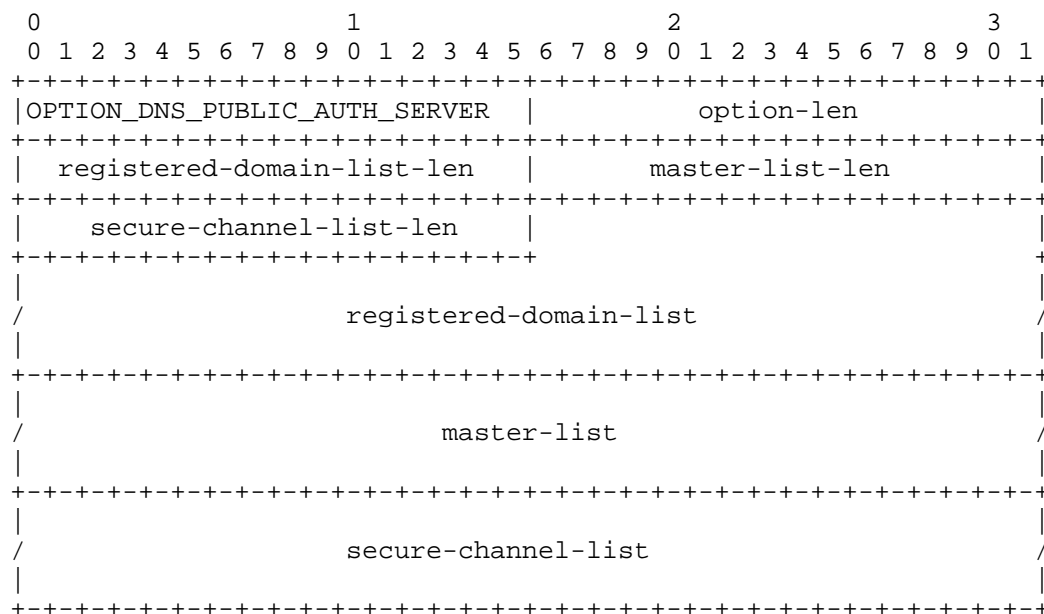 0                   1                   2                   3
 0 1 2 3 4 5 6 7 8 9 0 1 2 3 4 5 6 7 8 9 0 1 2 3 4 5 6 7 8 9 0 1
+-+-+-+-+-+-+-+-+-+-+-+-+-+-+-+-+-+-+-+-+-+-+-+-+-+-+-+-+-+-+-+-+
|OPTION_DNS_PUBLIC_AUTH_SERVER  |          option-len           |
+-+-+-+-+-+-+-+-+-+-+-+-+-+-+-+-+-+-+-+-+-+-+-+-+-+-+-+-+-+-+-+-+
|  registered-domain-list-len   |       master-list-len         |
+-+-+-+-+-+-+-+-+-+-+-+-+-+-+-+-+-+-+-+-+-+-+-+-+-+-+-+-+-+-+-+-+
|    secure-channel-list-len    |                               |
+-+-+-+-+-+-+-+-+-+-+-+-+-+-+-+-+                               +
|                                                               |
/                    registered-domain-list                     /
|                                                               |
+-+-+-+-+-+-+-+-+-+-+-+-+-+-+-+-+-+-+-+-+-+-+-+-+-+-+-+-+-+-+-+-+
|                                                               |
/                          master-list                          /
|                                                               |
+-+-+-+-+-+-+-+-+-+-+-+-+-+-+-+-+-+-+-+-+-+-+-+-+-+-+-+-+-+-+-+-+
|                                                               |
/                    secure-channel-list                        /
|                                                               |
+-+-+-+-+-+-+-+-+-+-+-+-+-+-+-+-+-+-+-+-+-+-+-+-+-+-+-+-+-+-+-+-+